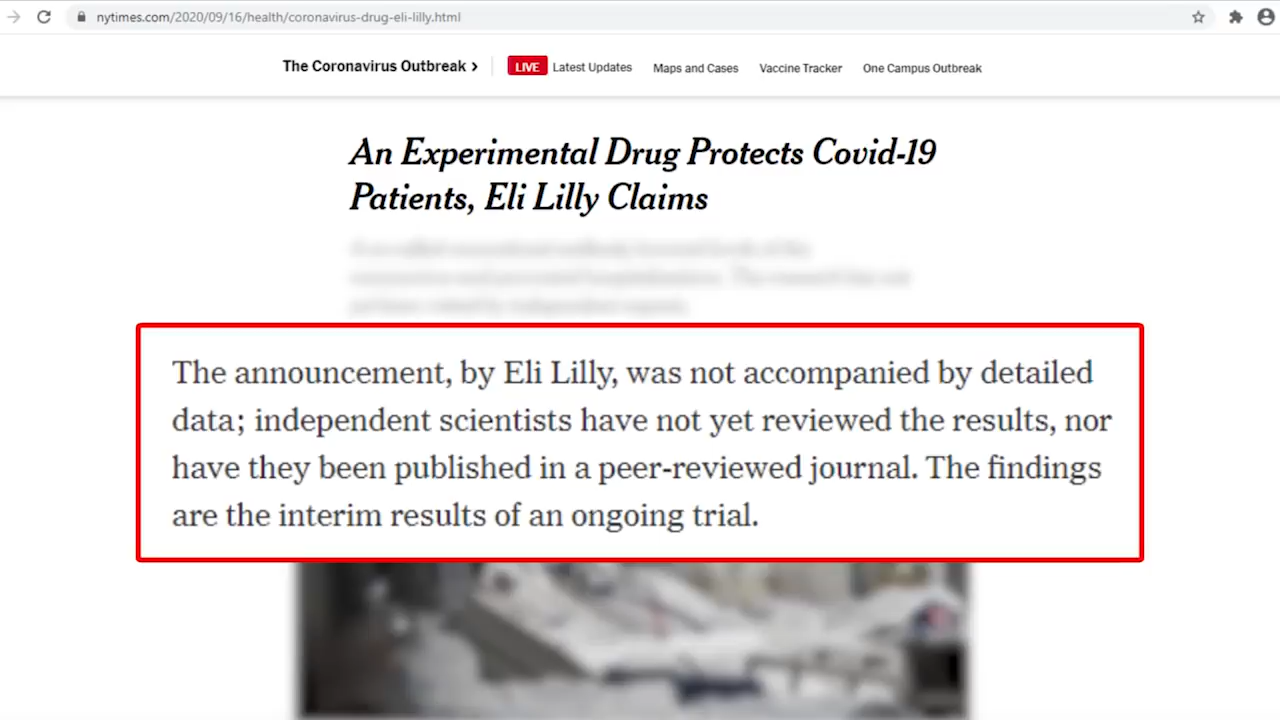 nytimes.com/2020/09/16/health/coronavirus-drug-eli-lilly.html
The Coronavirus Outbreak › LIVE Latest Updates Maps and Cases Vaccine Tracker One Campus Outbreak
An Experimental Drug Protects Covid-19
Patients, Eli Lilly Claims
The announcement, by Eli Lilly, was not accompanied by detailed
data; independent scientists have not yet reviewed the results, nor
have they been published in a peer-reviewed journal. The findings
are the interim results of an ongoing trial.